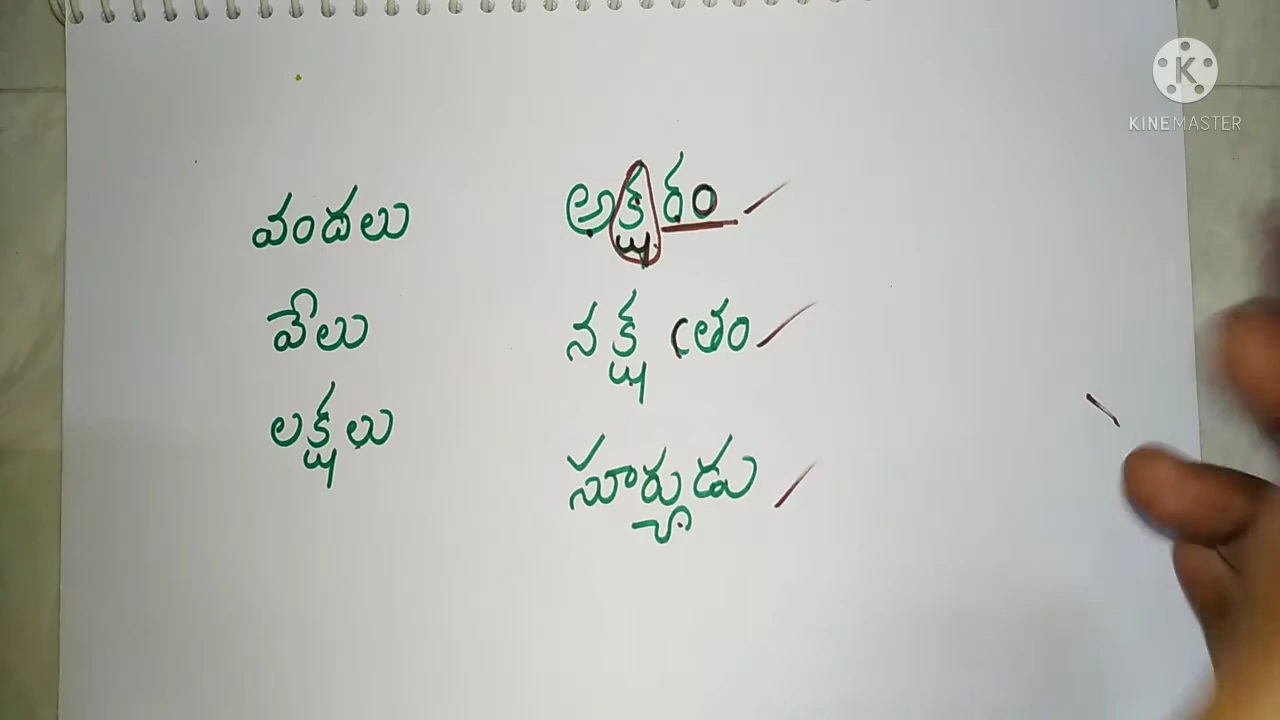 వందలు
వేలు
లక్షలు
అక్షరం
నక్షత్రం
సూర్యుడు
K
KINEMASTER